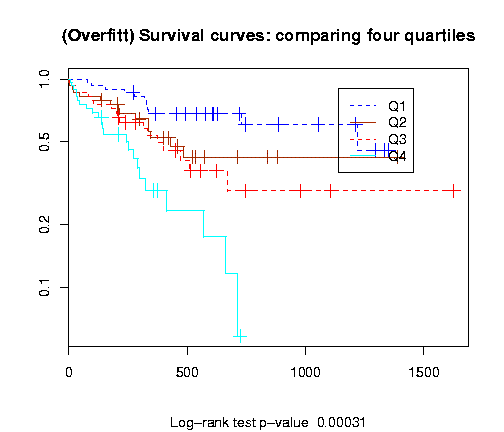 (Overfitt) Survival curves: comparing four quartiles
1.0
0.5
0.2
0.1
Q1
Q2
Q3
Q4
0
500
1000
1500
Log-rank test p-value 0.00031